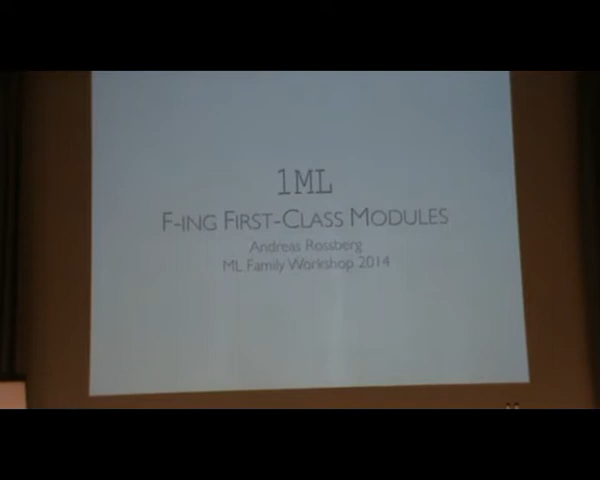 1ML
F-ING FIRST-CLASS MODULES
Andreas Rossberg
ML Family Workshop 2014